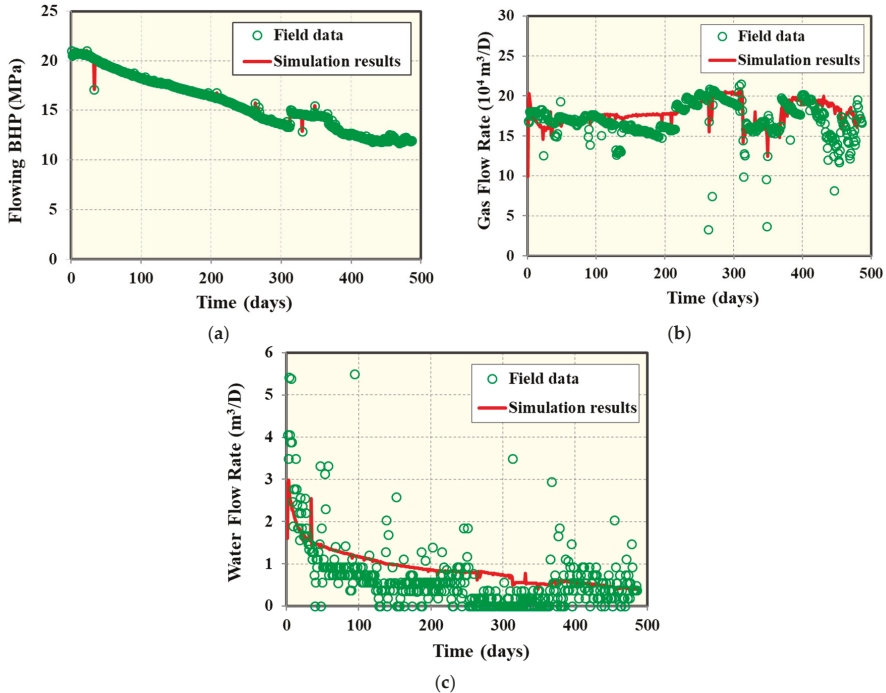 25
20
15
10
5
0
0 100 200 300 400 500
Flowing BHP (MPa)
Time (days)
Field data
Simulation results
(a)
30
25
20
15
10
5
0
0 100 200 300 400 500
Gas Flow Rate (10⁴ m³/D)
Time (days)
Field data
Simulation results
(b)
6
5
4
3
2
1
0
0 100 200 300 400 500
Water Flow Rate (m³/D)
Time (days)
Field data
Simulation results
(c)